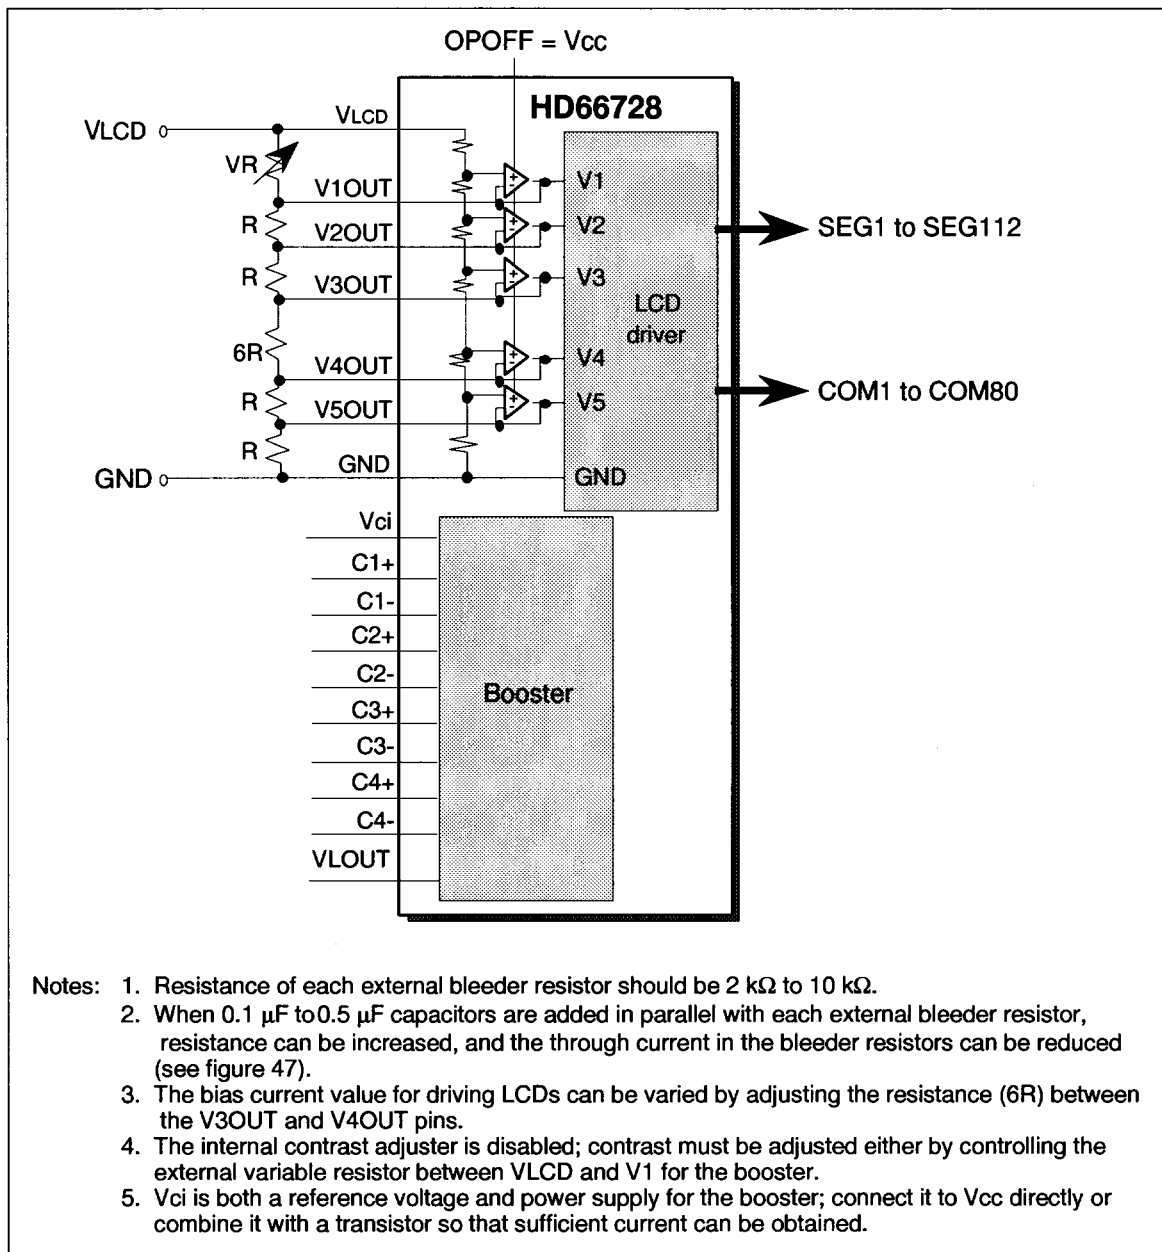 OPOFF = Vcc
HD66728
VLCD
VLCD
VR
V1OUT
V1
R
V2OUT
V2
SEG1 to SEG112
R
V3OUT
V3
LCD
driver
6R
V4OUT
V4
R
V5OUT
V5
COM1 to COM80
R
GND
GND
GND
Vci
C1+
C1-
C2+
C2-
C3+
C3-
C4+
C4-
VLOUT
Booster
Notes: 1. Resistance of each external bleeder resistor should be 2 kΩ to 10 kΩ.
2. When 0.1 µF to0.5 µF capacitors are added in parallel with each external bleeder resistor,
resistance can be increased, and the through current in the bleeder resistors can be reduced
(see figure 47).
3. The bias current value for driving LCDs can be varied by adjusting the resistance (6R) between
the V3OUT and V4OUT pins.
4. The internal contrast adjuster is disabled; contrast must be adjusted either by controlling the
external variable resistor between VLCD and V1 for the booster.
5. Vci is both a reference voltage and power supply for the booster; connect it to Vcc directly or
combine it with a transistor so that sufficient current can be obtained.